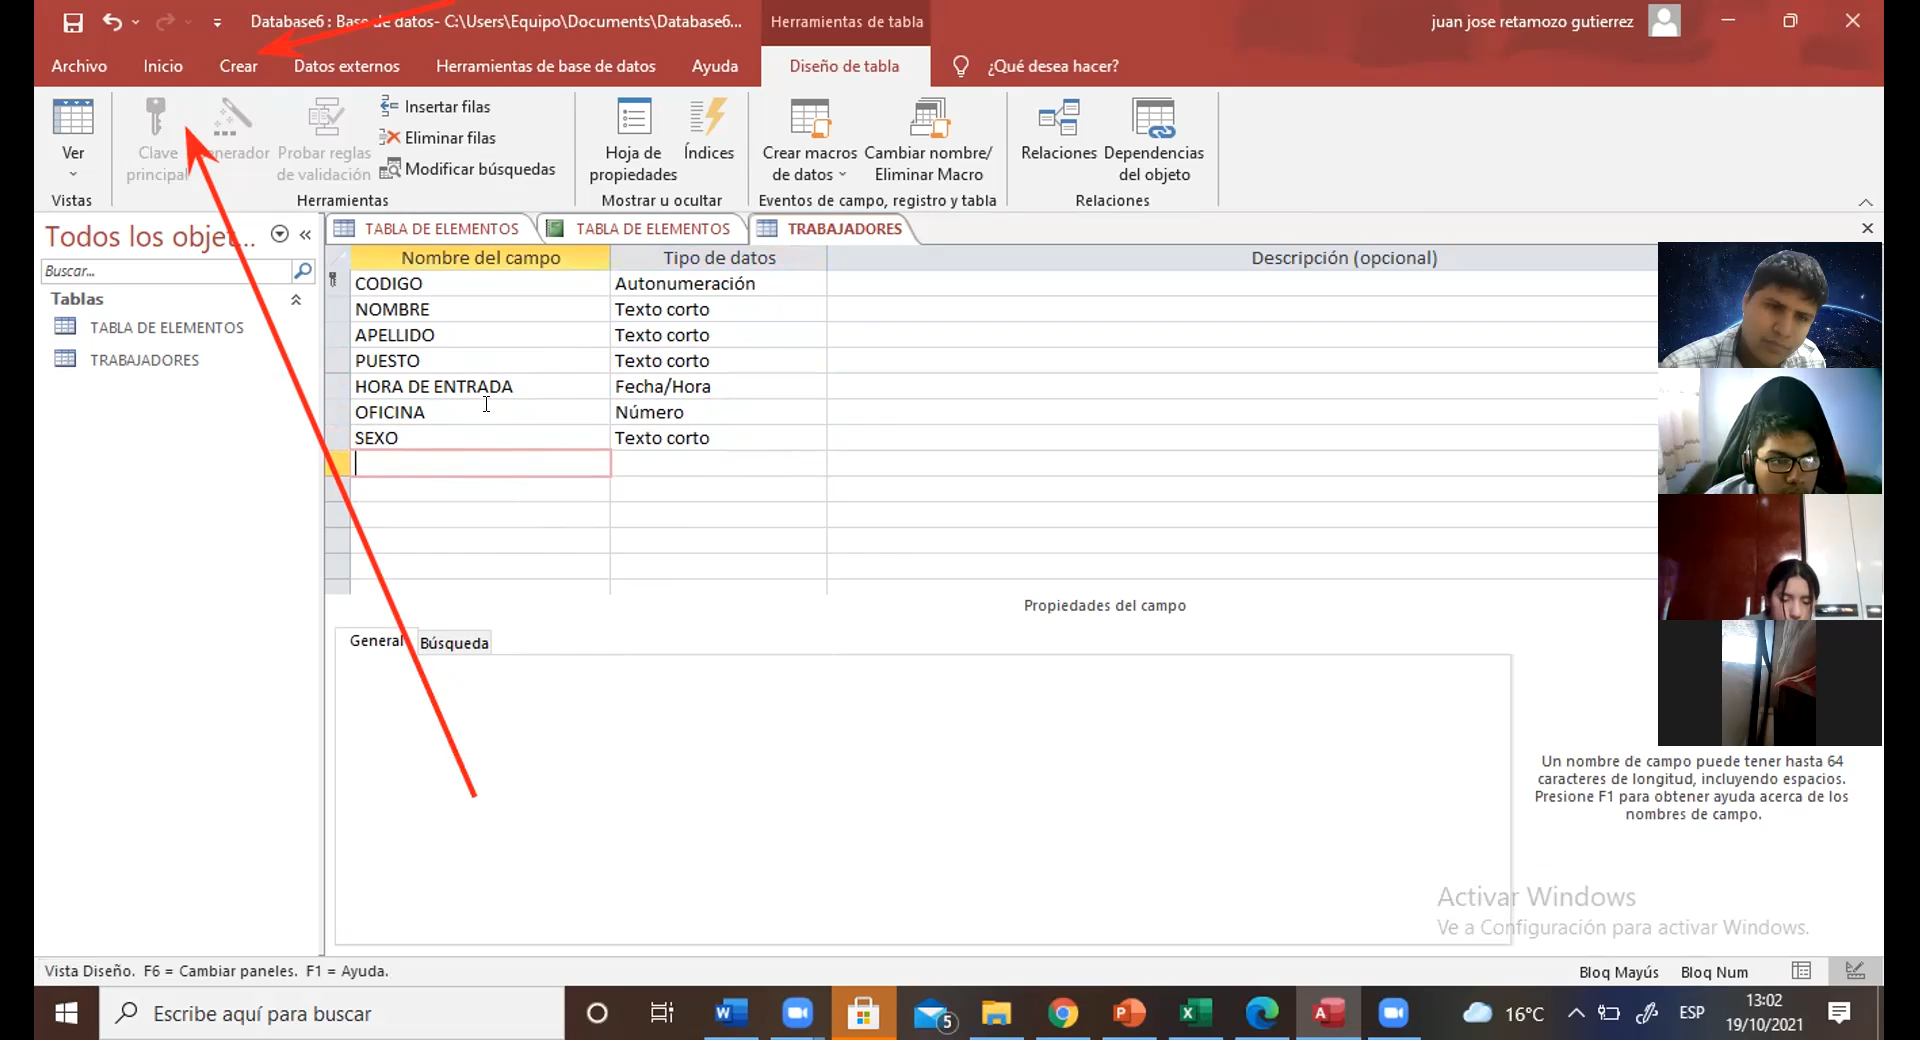 Database6 : Base de datos- C:\Users\Equipo\Documents\Database6...
Herramientas de tabla
juan jose retamozo gutierrez
Archivo
Inicio
Crear
Datos externos
Herramientas de base de datos
Ayuda
Diseño de tabla
¿Qué desea hacer?
Ver
Clave
principal
Probar reglas
de validación
Insertar filas
Eliminar filas
Modificar búsquedas
Hoja de
propiedades
Índices
Crear macros
de datos
Cambiar nombre/
Eliminar Macro
Relaciones
Dependencias
del objeto
Vistas
Herramientas
Mostrar u ocultar
Eventos de campo, registro y tabla
Relaciones
Todos los objet...
Buscar...
Tablas
TABLA DE ELEMENTOS
TRABAJADORES
TABLA DE ELEMENTOS
TABLA DE ELEMENTOS
TRABAJADORES
Nombre del campo
Tipo de datos
Descripción (opcional)
CODIGO
Autonumeración
NOMBRE
Texto corto
APELLIDO
Texto corto
PUESTO
Texto corto
HORA DE ENTRADA
Fecha/Hora
OFICINA
Número
SEXO
Texto corto
Propiedades del campo
General
Búsqueda
Un nombre de campo puede tener hasta 64
caracteres de longitud, incluyendo espacios.
Presione F1 para obtener ayuda acerca de los
nombres de campo.
Activar Windows
Ve a Configuración para activar Windows.
Vista Diseño. F6 = Cambiar paneles. F1 = Ayuda.
Bloq Mayús
Bloq Num
Escribe aquí para buscar
5
16°C
ESP
13:02
19/10/2021